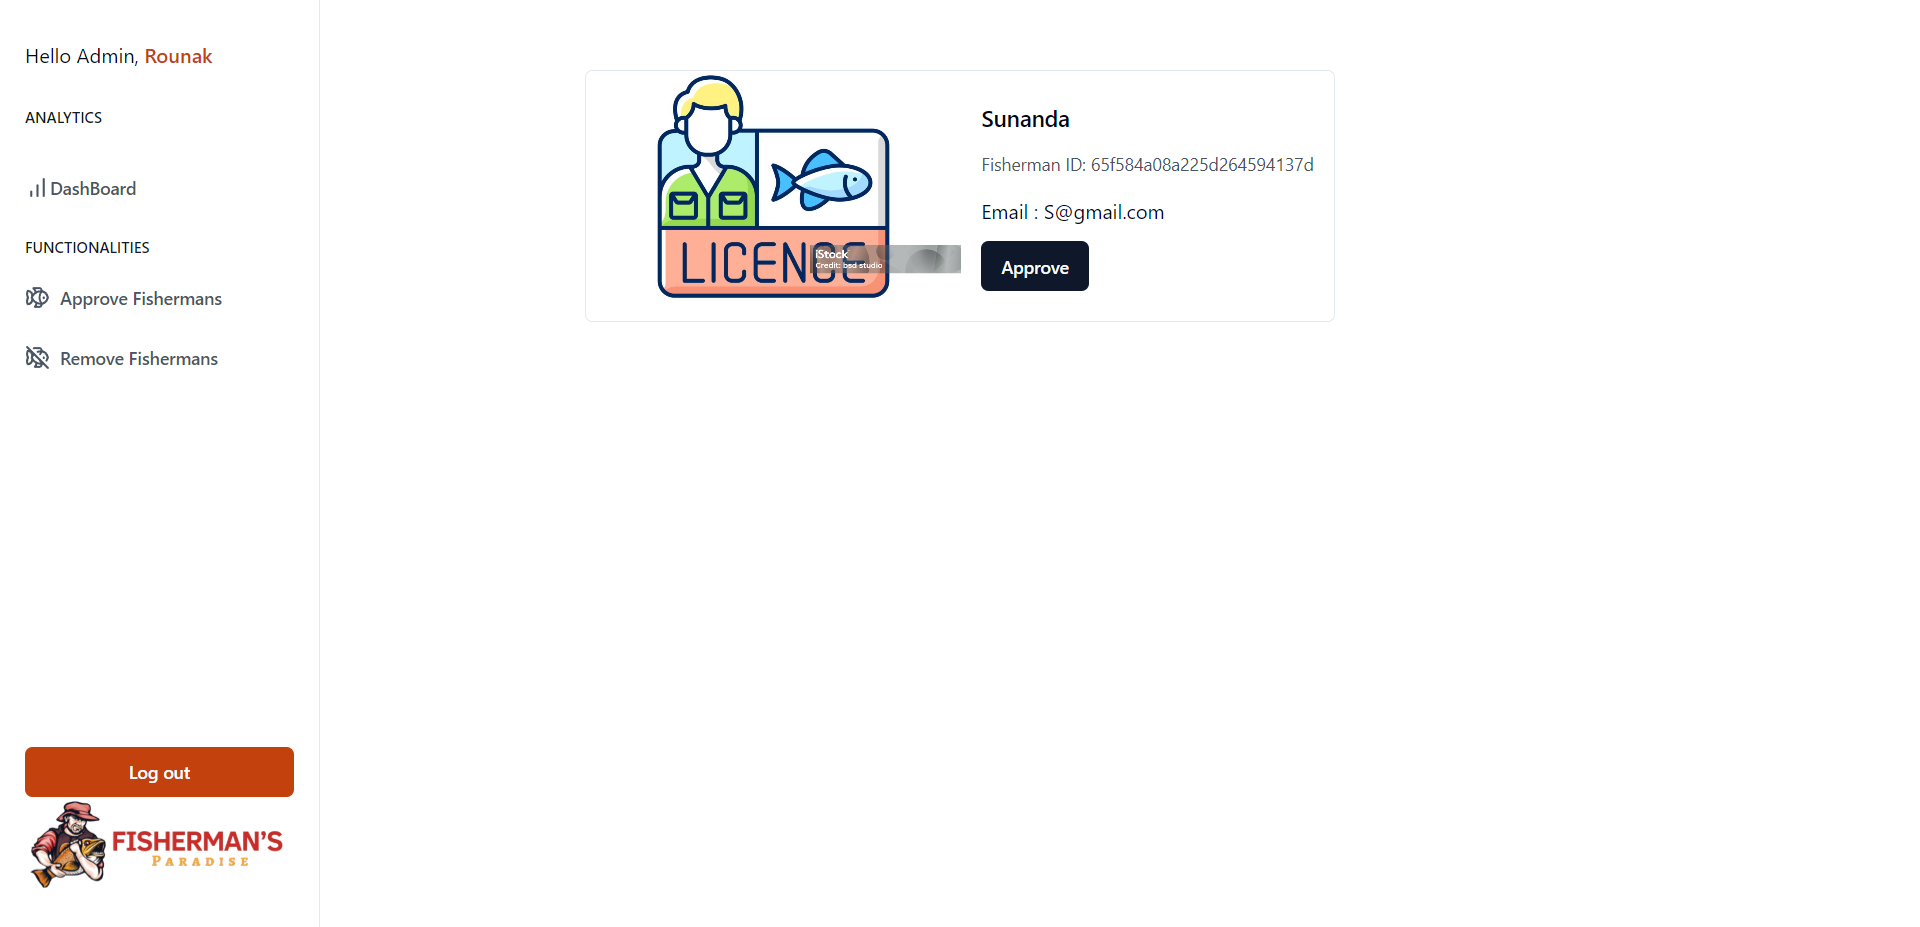 Hello Admin, Rounak
ANALYTICS
DashBoard
FUNCTIONALITIES
Approve Fishermans
Remove Fishermans
Log out
FISHERMAN'S
PARADISE
LICENCE
iStock
Credit: bsd studio
Sunanda
Fisherman ID: 65f584a08a225d264594137d
Email : S@gmail.com
Approve